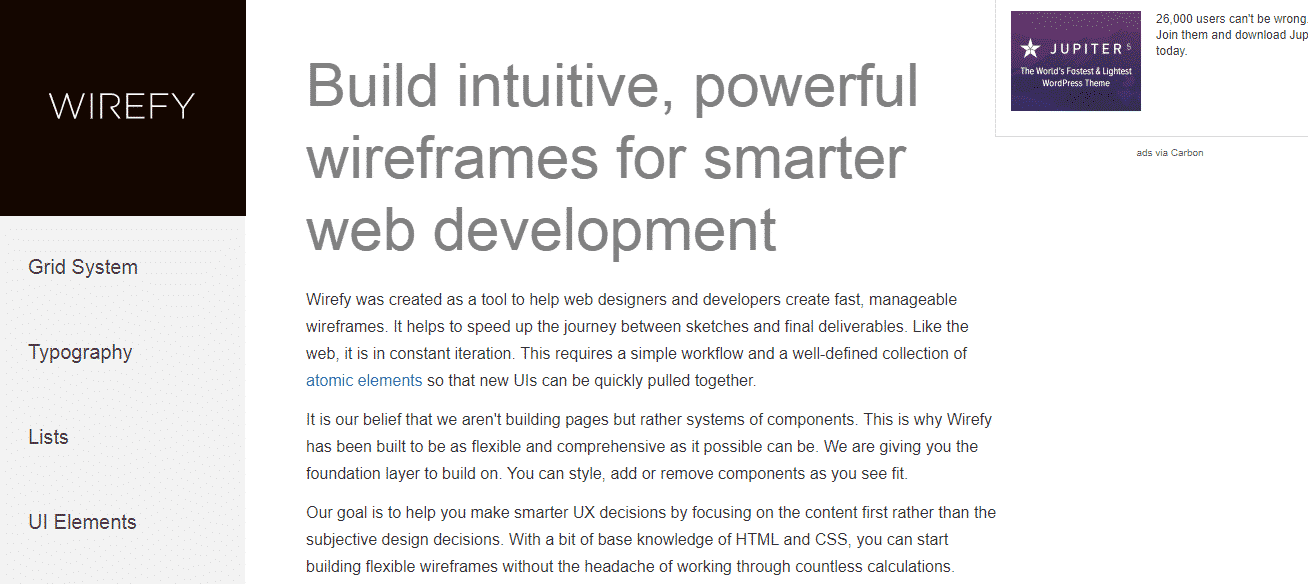 WIREFY
Grid System
Typography
Lists
UI Elements
Build intuitive, powerful
wireframes for smarter
web development
Wirefy was created as a tool to help web designers and developers create fast, manageable
wireframes. It helps to speed up the journey between sketches and final deliverables. Like the
web, it is in constant iteration. This requires a simple workflow and a well-defined collection of
atomic elements so that new UIs can be quickly pulled together.
It is our belief that we aren't building pages but rather systems of components. This is why Wirefy
has been built to be as flexible and comprehensive as it possible can be. We are giving you the
foundation layer to build on. You can style, add or remove components as you see fit.
Our goal is to help you make smarter UX decisions by focusing on the content first rather than the
subjective design decisions. With a bit of base knowledge of HTML and CSS, you can start
building flexible wireframes without the headache of working through countless calculations.
JUPITER
The World's Fastest & Lightest
WordPress Theme
26,000 users can't be wrong.
Join them and download Jup
today.
ads via Carbon